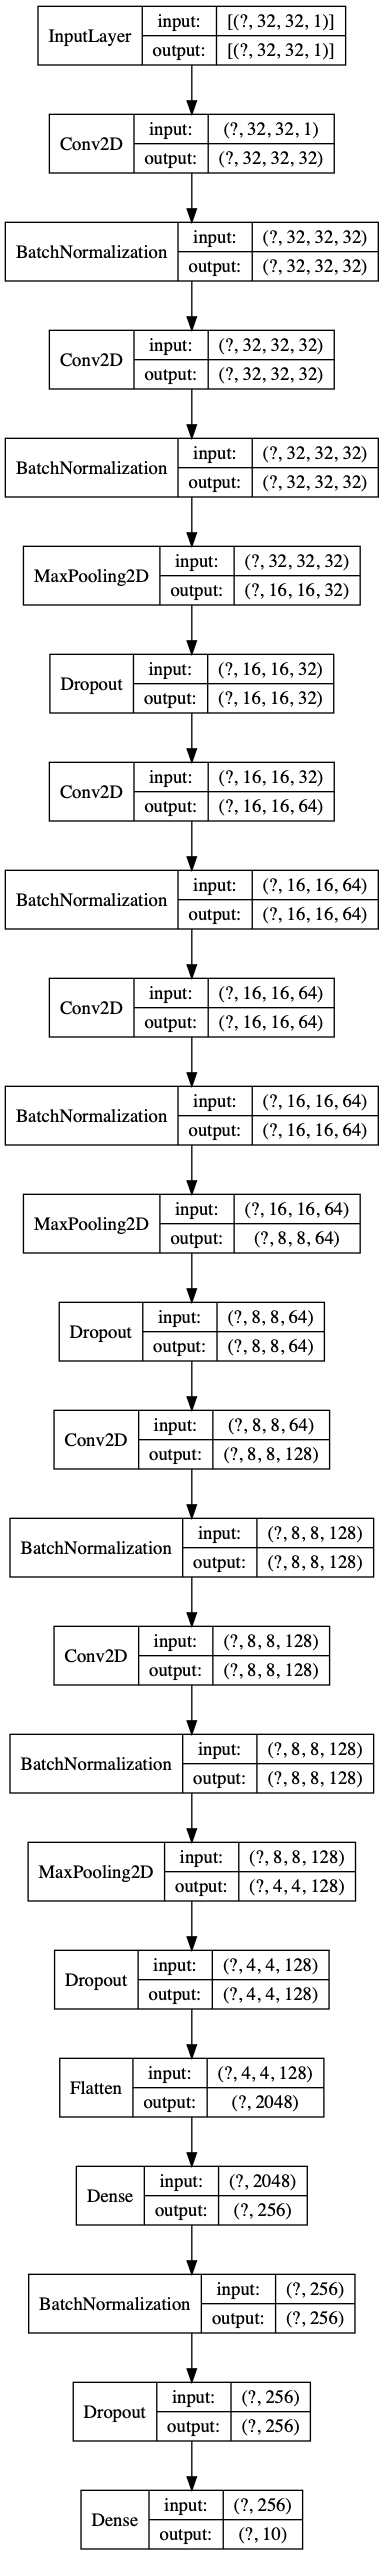 InputLayer input: [(?, 32, 32, 1)]
output: [(?, 32, 32, 1)]
Conv2D input: (?, 32, 32, 1)
output: (?, 32, 32, 32)
BatchNormalization input: (?, 32, 32, 32)
output: (?, 32, 32, 32)
Conv2D input: (?, 32, 32, 32)
output: (?, 32, 32, 32)
BatchNormalization input: (?, 32, 32, 32)
output: (?, 32, 32, 32)
MaxPooling2D input: (?, 32, 32, 32)
output: (?, 16, 16, 32)
Dropout input: (?, 16, 16, 32)
output: (?, 16, 16, 32)
Conv2D input: (?, 16, 16, 32)
output: (?, 16, 16, 64)
BatchNormalization input: (?, 16, 16, 64)
output: (?, 16, 16, 64)
Conv2D input: (?, 16, 16, 64)
output: (?, 16, 16, 64)
BatchNormalization input: (?, 16, 16, 64)
output: (?, 16, 16, 64)
MaxPooling2D input: (?, 16, 16, 64)
output: (?, 8, 8, 64)
Dropout input: (?, 8, 8, 64)
output: (?, 8, 8, 64)
Conv2D input: (?, 8, 8, 64)
output: (?, 8, 8, 128)
BatchNormalization input: (?, 8, 8, 128)
output: (?, 8, 8, 128)
Conv2D input: (?, 8, 8, 128)
output: (?, 8, 8, 128)
BatchNormalization input: (?, 8, 8, 128)
output: (?, 8, 8, 128)
MaxPooling2D input: (?, 8, 8, 128)
output: (?, 4, 4, 128)
Dropout input: (?, 4, 4, 128)
output: (?, 4, 4, 128)
Flatten input: (?, 4, 4, 128)
output: (?, 2048)
Dense input: (?, 2048)
output: (?, 256)
BatchNormalization input: (?, 256)
output: (?, 256)
Dropout input: (?, 256)
output: (?, 256)
Dense input: (?, 256)
output: (?, 10)